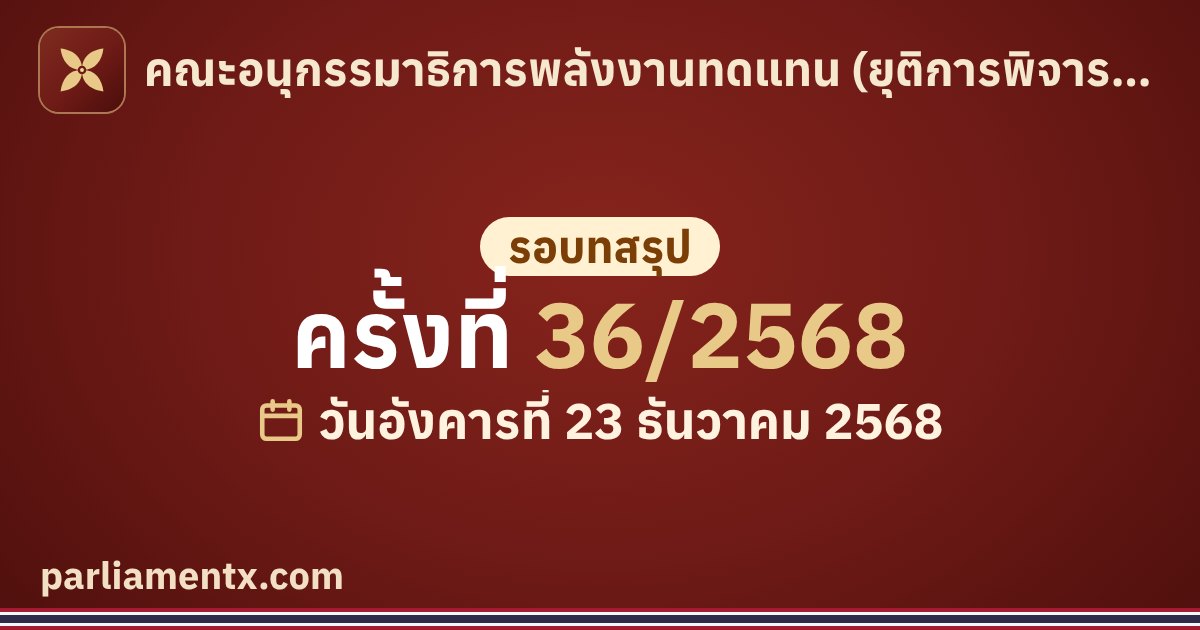 คณะอนุกรรมาธิการพลังงานทดแทน (ยุติการพิจาร...
รอบทสรุป
ครั้งที่ 36/2568
วันอังคารที่ 23 ธันวาคม 2568
parliamentx.com